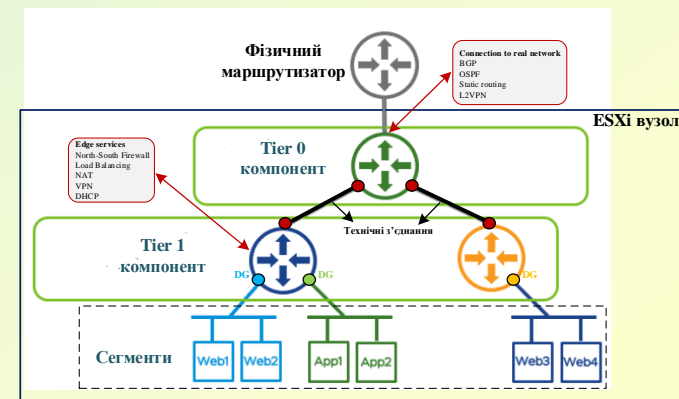 Фізичний
маршрутизатор
Connection to real network
BGP
OSPF
Static routing
L2VPN
ESXi вузол
Edge services
North-South Firewall
Load Balancing
NAT
VPN
DHCP
Tier 0
компонент
Технічні з’єднання
Tier 1
компонент
DG
DG
DG
Сегменти
Web1
Web2
App1
App2
Web3
Web4